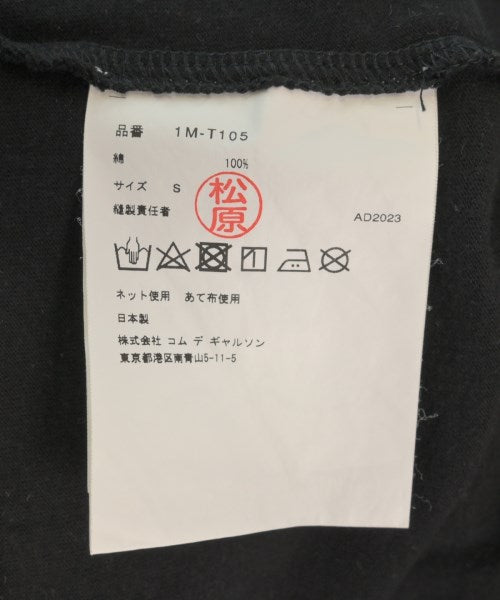 品番 1M-T105
綿 100%
サイズ S
縫製責任者 松原 AD2023
ネット使用 あて布使用
日本製
株式会社 コム デ ギャルソン
東京都港区南青山5-11-5